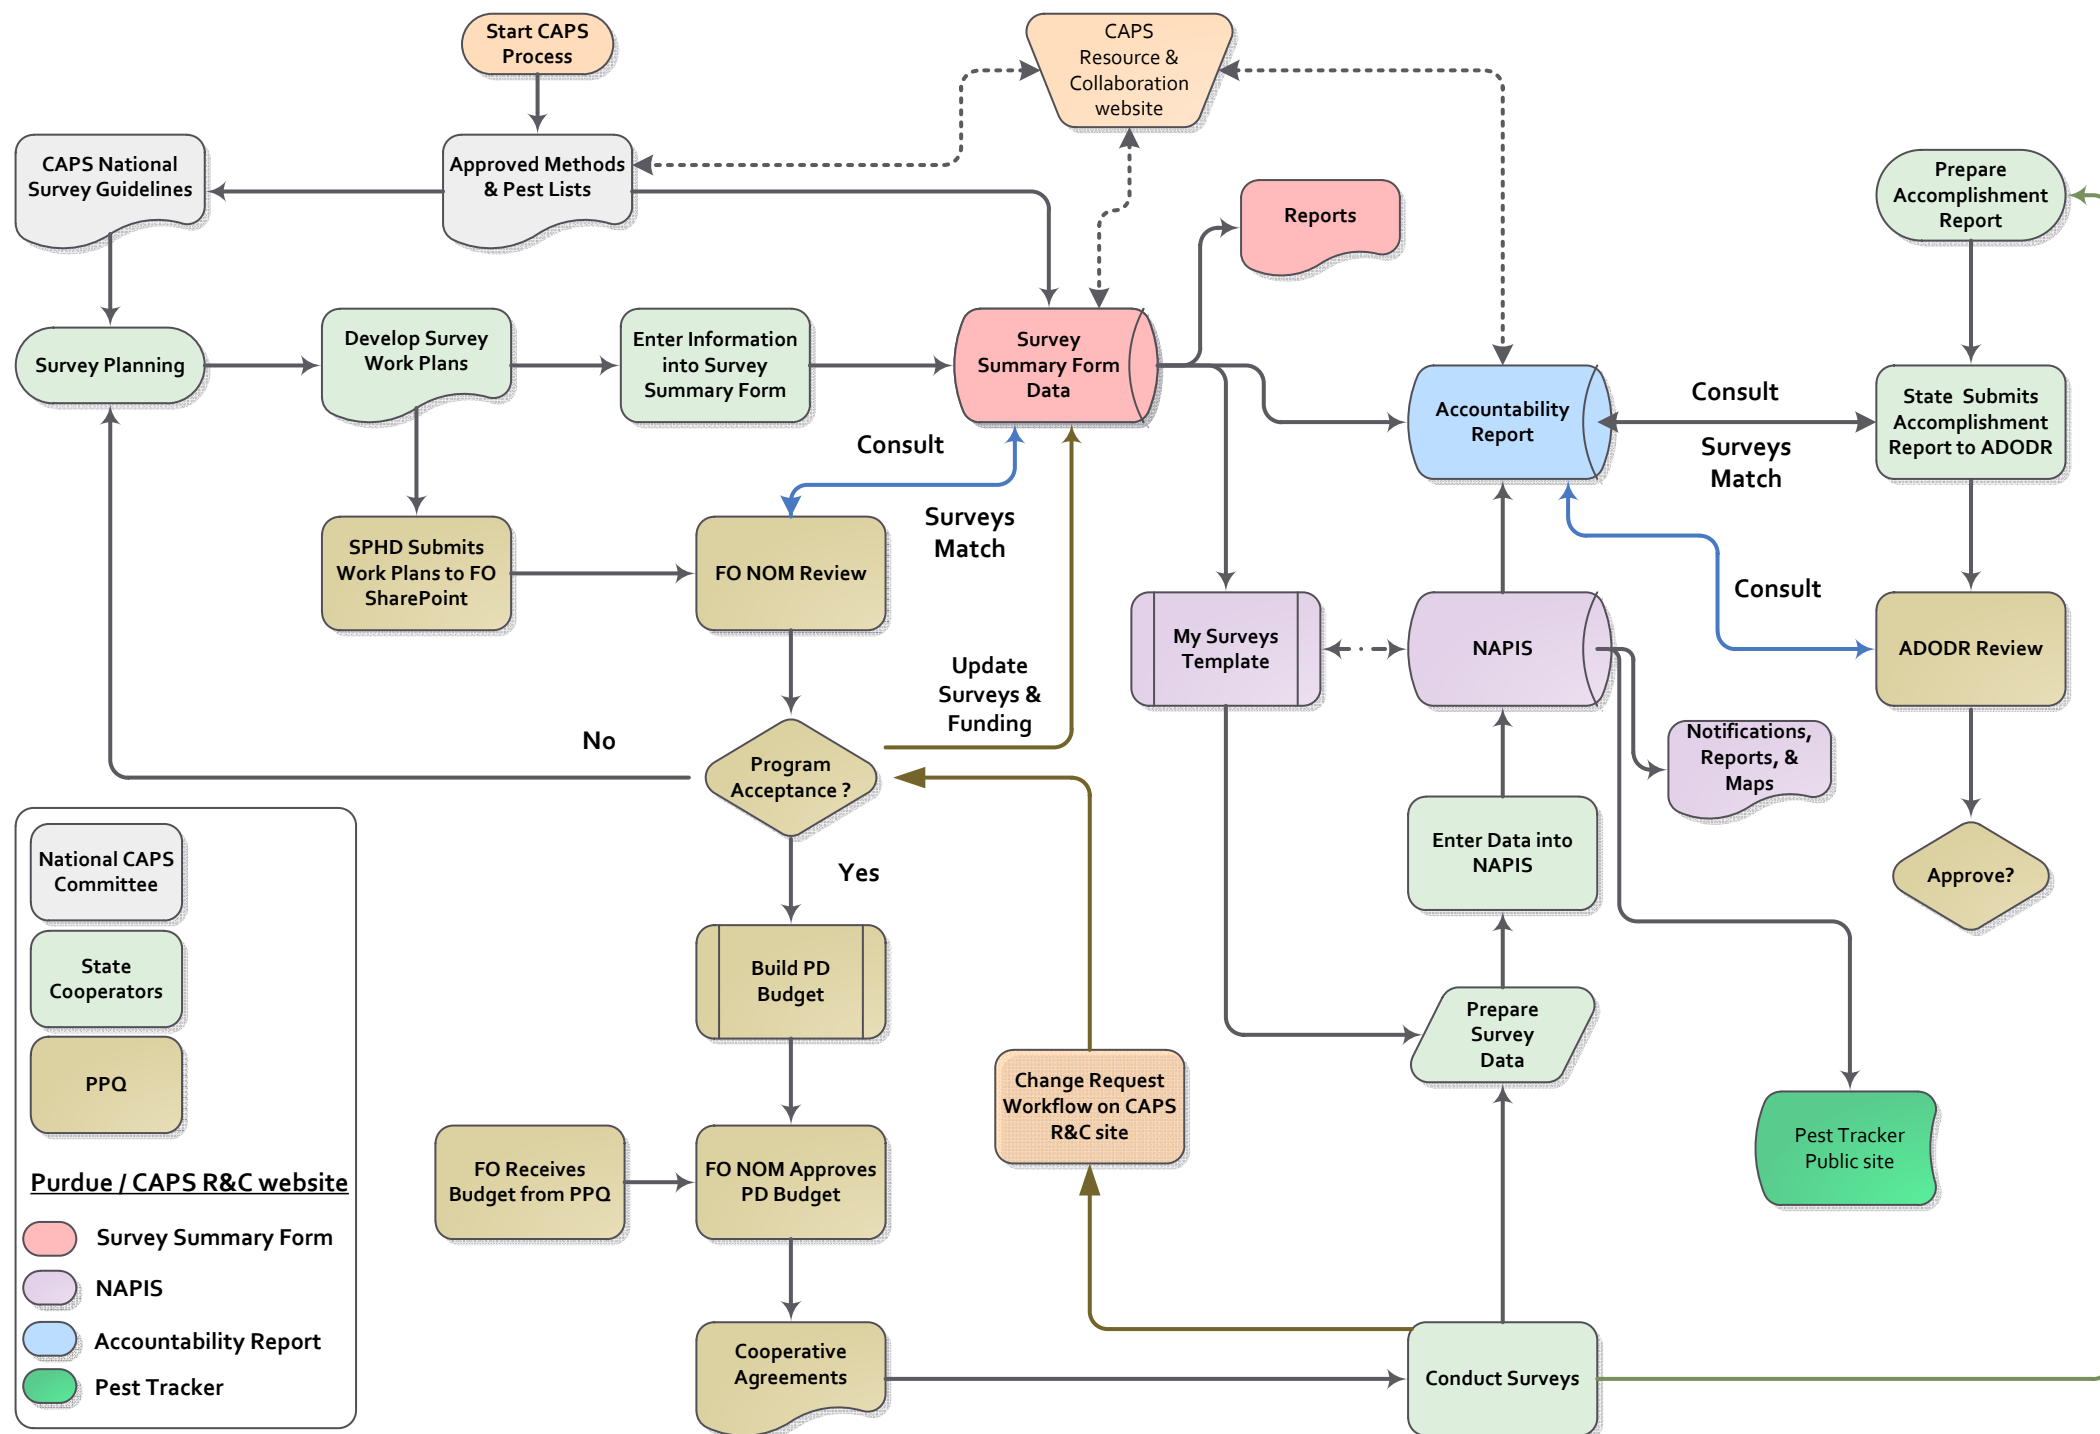 Start CAPS
Process
CAPS
Resource &
Collaboration
website
CAPS National
Survey Guidelines
Approved Methods
& Pest Lists
Reports
Prepare
Accomplishment
Report
Survey Planning
Develop Survey
Work Plans
Enter Information
into Survey
Summary Form
Survey
Summary Form
Data
Accountability
Report
Consult
Surveys
Match
State  Submits
Accomplishment
Report to ADODR
Consult
Surveys
Match
SPHD Submits
Work Plans to FO
SharePoint
FO NOM Review
My Surveys
Template
NAPIS
Consult
ADODR Review
Update
Surveys &
Funding
No
Program
Acceptance ?
Notifications,
Reports, &
Maps
Yes
Enter Data into
NAPIS
Approve?
National CAPS
Committee
State
Cooperators
PPQ
Build PD
Budget
Prepare
Survey
Data
Change Request
Workflow on CAPS
R&C site
Pest Tracker
Public site
FO Receives
Budget from PPQ
FO NOM Approves
PD Budget
Purdue / CAPS R&C website
Survey Summary Form
NAPIS
Accountability Report
Pest Tracker
Cooperative
Agreements
Conduct Surveys